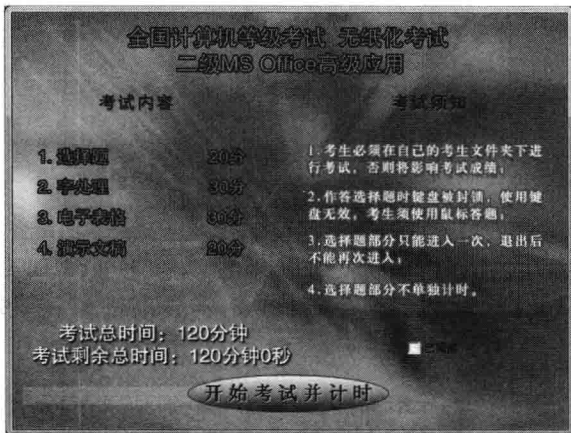 全国计算机等级考试 无纸化考试
二级MS Office高级应用
考试内容
1. 选择题 20分
2. 字处理 30分
3. 电子表格 30分
4. 演示文稿 20分
考试须知
1.考生必须在自己的考生文件夹下进
行考试，否则将影响考试成绩；
2.作答选择题时键盘被封锁，使用键
盘无效，考生须使用鼠标答题；
3.选择题部分只能进入一次，退出后
不能再次进入；
4.选择题部分不单独计时。
考试总时间：120分钟
考试剩余总时间：120分钟0秒
已阅读
开始考试并计时